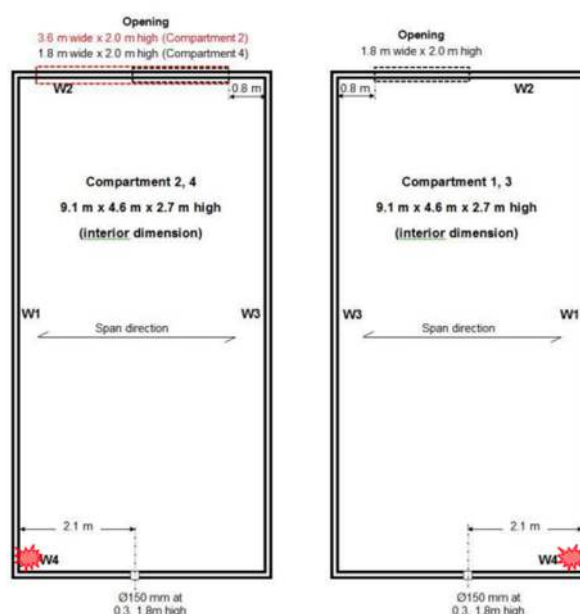 Opening
3.6 m wide x 2.0 m high (Compartment 2)
1.8 m wide x 2.0 m high (Compartment 4)
W2
0.8 m
Compartment 2, 4
9.1 m x 4.6 m x 2.7 m high
(interior dimension)
W1
W3
Span direction
2.1 m
W4
Ø150 mm at
0.3, 1.8m high
Opening
1.8 m wide x 2.0 m high
0.8 m
W2
Compartment 1, 3
9.1 m x 4.6 m x 2.7 m high
(interior dimension)
W3
W1
Span direction
2.1 m
W4
Ø150 mm at
0.3, 1.8m high